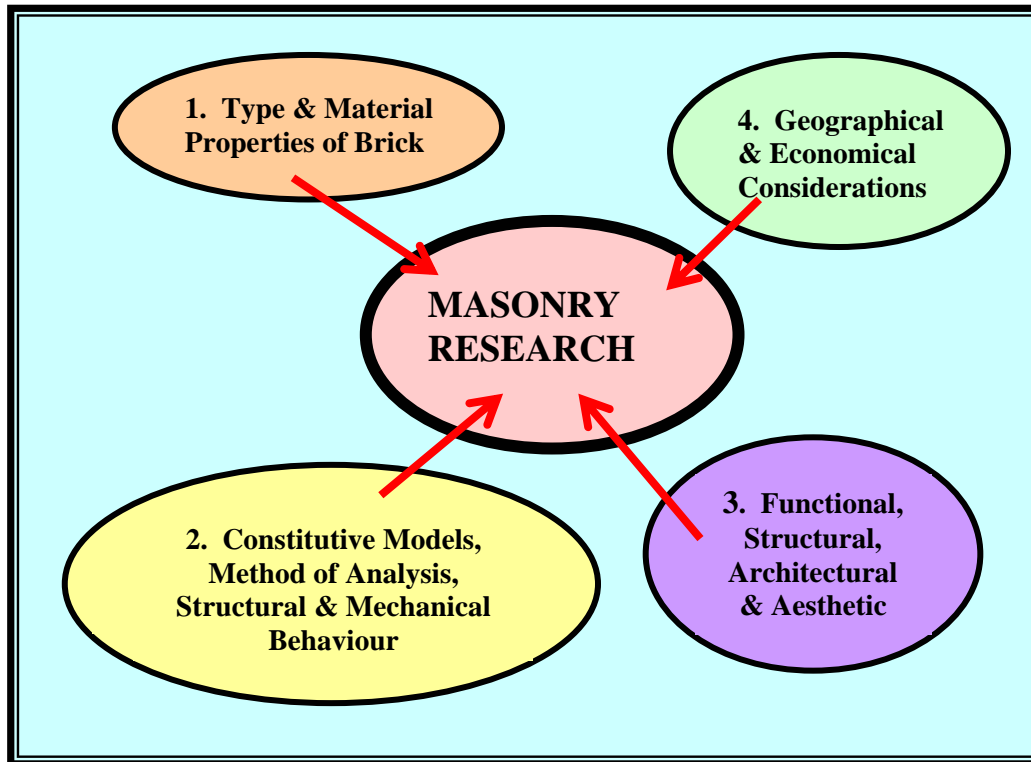 1. Type & Material
Properties of Brick
4. Geographical
& Economical
Considerations
MASONRY
RESEARCH
2. Constitutive Models,
Method of Analysis,
Structural & Mechanical
Behaviour
3. Functional,
Structural,
Architectural
& Aesthetic